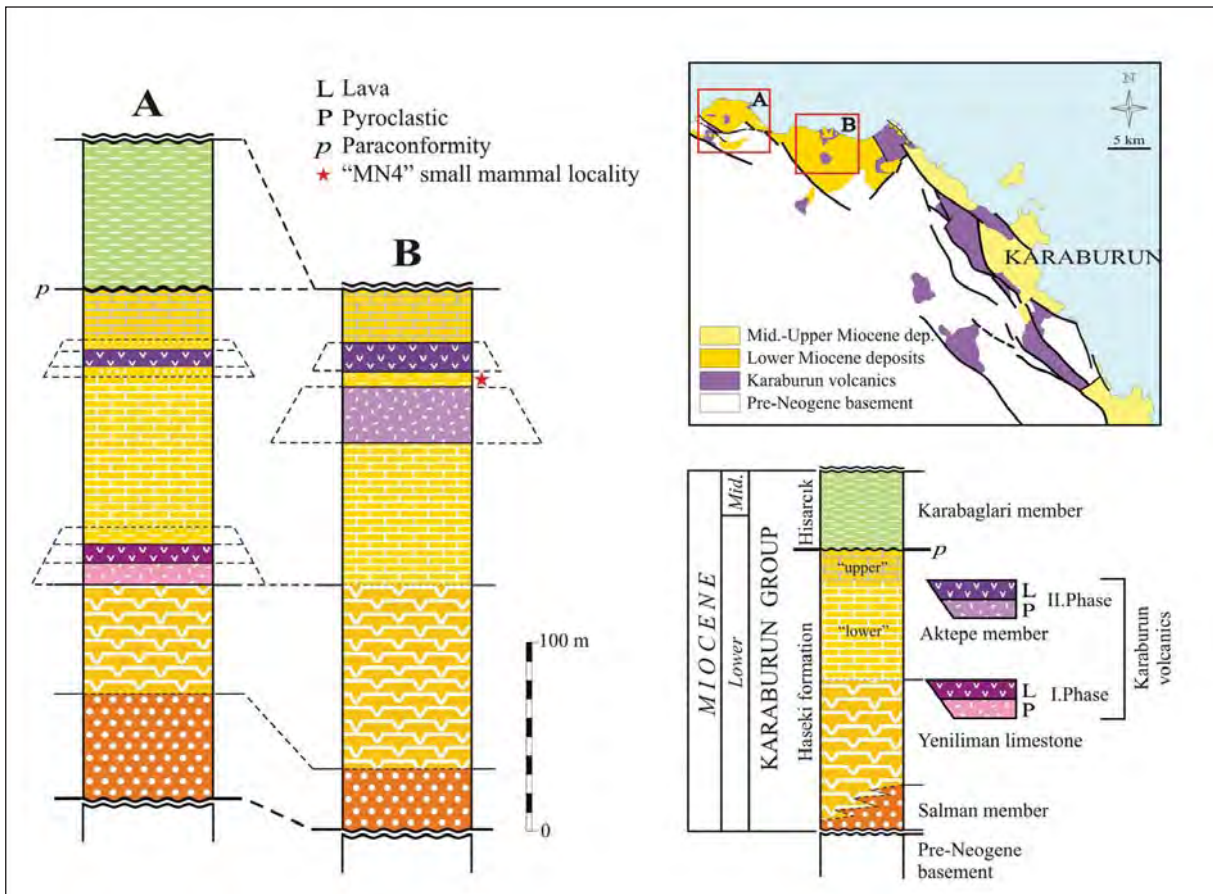 A
L Lava
P Pyroclastic
p Paraconformity
★ “MN4” small mammal locality
B
p
100 m
0
A
B
N
5 km
KARABURUN
Mid.-Upper Miocene dep.
Lower Miocene deposits
Karaburun volcanics
Pre-Neogene basement
MIOCENE
Mid.
Lower
KARABURUN GROUP
Hisarcık
Haseki formation
“upper”
“lower”
Karabaglari member
p
L
P
II.Phase
Aktepe member
L
P
I.Phase
Karaburun
volcanics
Yeniliman limestone
Salman member
Pre-Neogene
basement